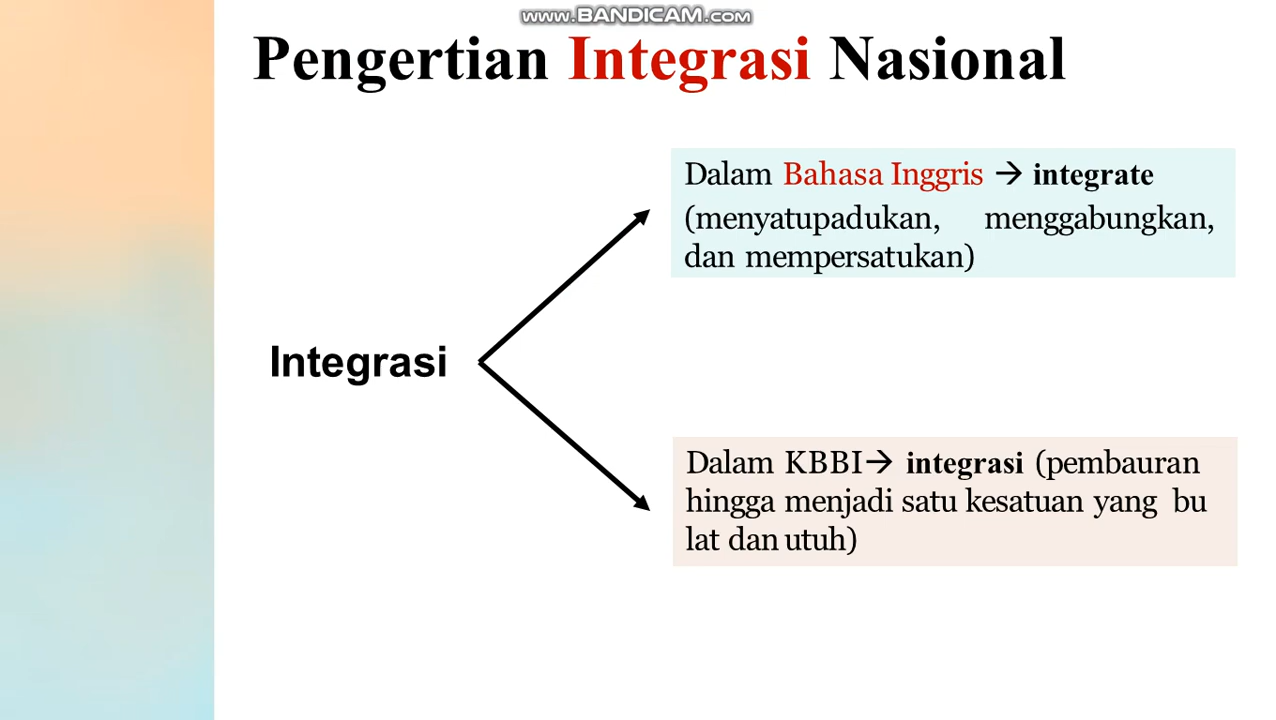 www.BANDICAM.com
Pengertian Integrasi Nasional
Dalam Bahasa Inggris → integrate
(menyatupadukan, menggabungkan,
dan mempersatukan)
Integrasi
Dalam KBBI→ integrasi (pembauran
hingga menjadi satu kesatuan yang bu
lat dan utuh)